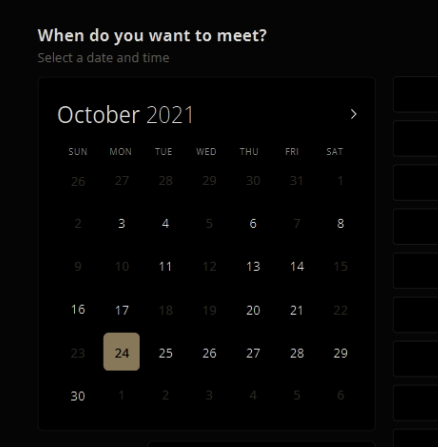 When do you want to meet?
Select a date and time
October 2021 >
SUN MON TUE WED THU FRI SAT
26 27 28 29 30 31 1
2 3 4 5 6 7 8
9 10 11 12 13 14 15
16 17 18 19 20 21 22
23 24 25 26 27 28 29
30 1 2 3 4 5 6